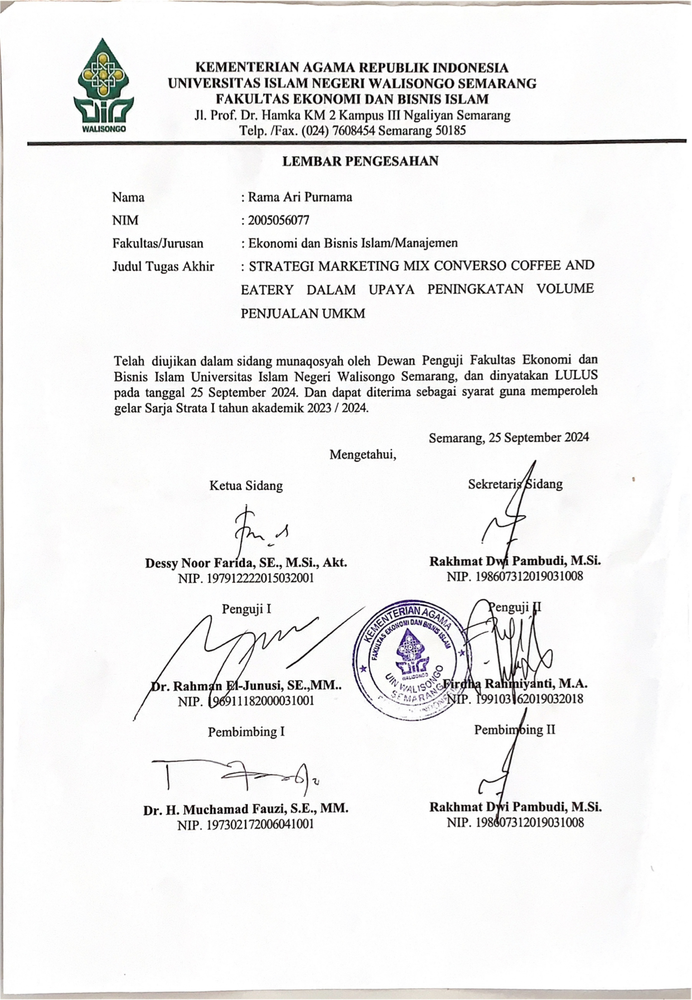 WALISONGO
KEMENTERIAN AGAMA REPUBLIK INDONESIA
UNIVERSITAS ISLAM NEGERI WALISONGO SEMARANG
FAKULTAS EKONOMI DAN BISNIS ISLAM
Jl. Prof. Dr. Hamka KM 2 Kampus III Ngaliyan Semarang
Telp. /Fax. (024) 7608454 Semarang 50185
LEMBAR PENGESAHAN
Nama : Rama Ari Purnama
NIM : 2005056077
Fakultas/Jurusan : Ekonomi dan Bisnis Islam/Manajemen
Judul Tugas Akhir : STRATEGI MARKETING MIX CONVERSO COFFEE AND
EATERY DALAM UPAYA PENINGKATAN VOLUME
PENJUALAN UMKM
Telah diujikan dalam sidang munaqosyah oleh Dewan Penguji Fakultas Ekonomi dan
Bisnis Islam Universitas Islam Negeri Walisongo Semarang, dan dinyatakan LULUS
pada tanggal 25 September 2024. Dan dapat diterima sebagai syarat guna memperoleh
gelar Sarja Strata I tahun akademik 2023 / 2024.
Semarang, 25 September 2024
Mengetahui,
Ketua Sidang Sekretaris Sidang
Dessy Noor Farida, SE., M.Si., Akt. Rakhmat Dwi Pambudi, M.Si.
NIP. 197912222015032001 NIP. 198607312019031008
Penguji I Penguji II
KEMENTERIAN AGAMA
FAKULTAS EKONOMI DAN BISNIS ISLAM
WALISONGO
UIN WALISONGO
SEMARANG
Dr. Rahman El-Junusi, SE.,MM.. Firdha Rahmiyanti, M.A.
NIP. 196911182000031001 NIP. 199103162019032018
Pembimbing I Pembimbing II
Dr. H. Muchamad Fauzi, S.E., MM. Rakhmat Dwi Pambudi, M.Si.
NIP. 197302172006041001 NIP. 198607312019031008